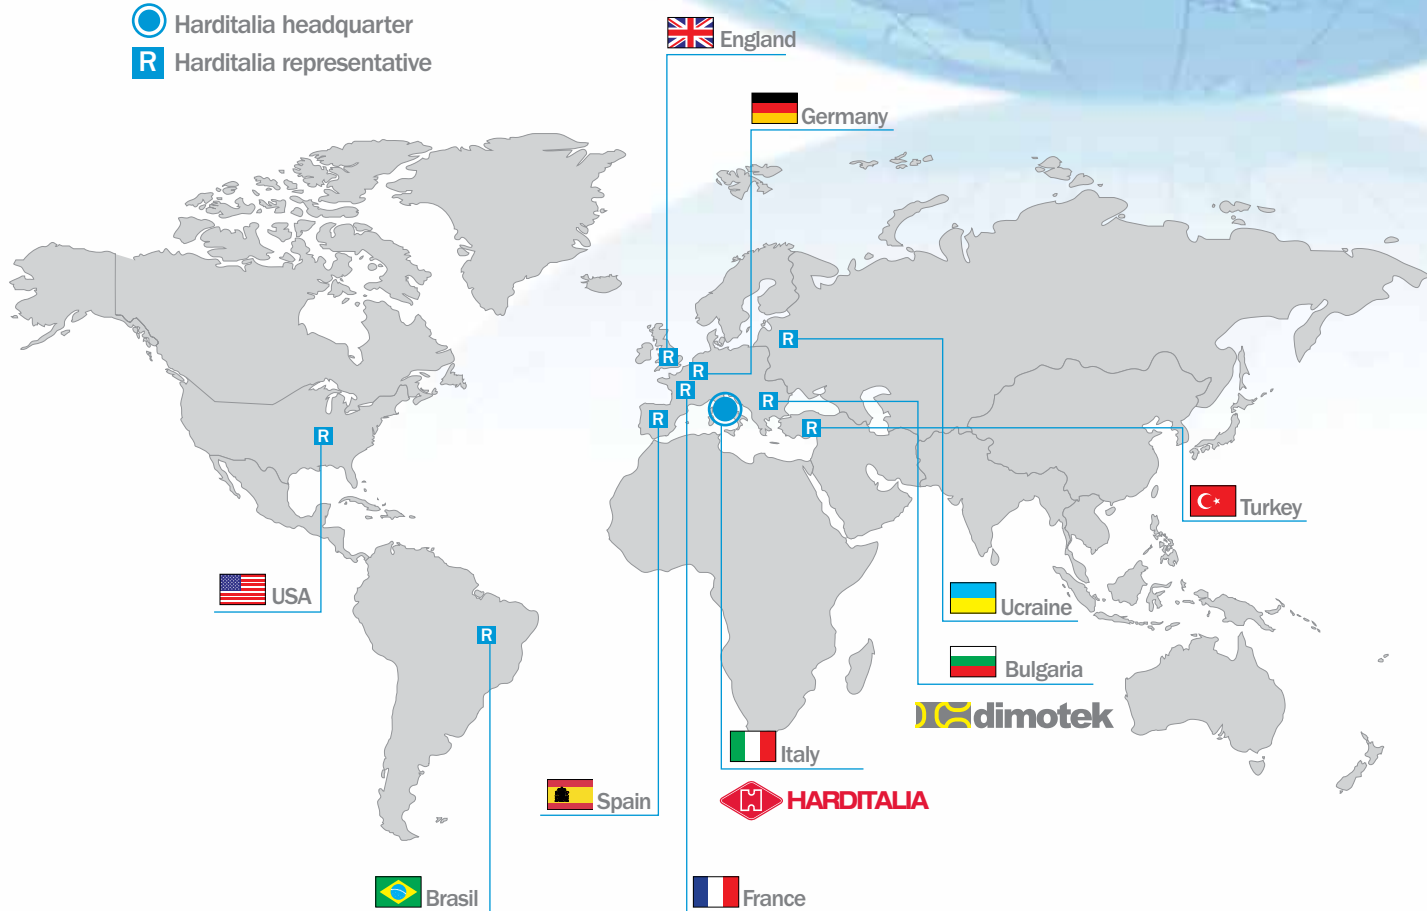 Harditalia headquarter
R Harditalia representative
England
Germany
R
R
R
R
R
R
R
R
R
Turkey
USA
Ucraine
Bulgaria
dimotek
Italy
Spain
HARDITALIA
Brasil
France